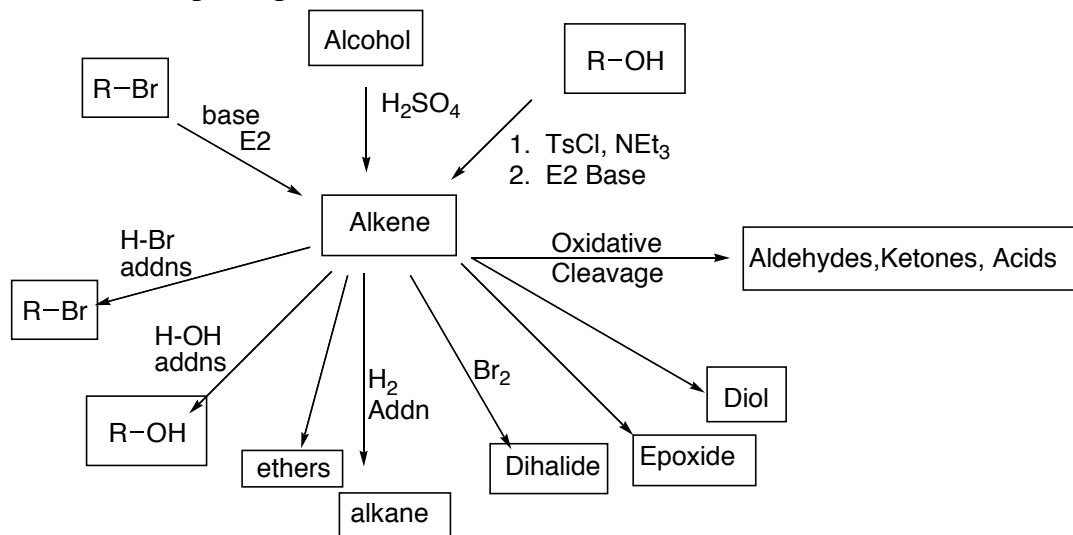 Alcohol
R-OH
R-Br
H₂SO₄
base
E2
1. TsCl, NEt₃
2. E2 Base
Alkene
H-Br
addns
Oxidative
Cleavage
Aldehydes,Ketones, Acids
R-Br
H-OH
addns
H₂
Addn
Br₂
Diol
R-OH
ethers
Dihalide
Epoxide
alkane